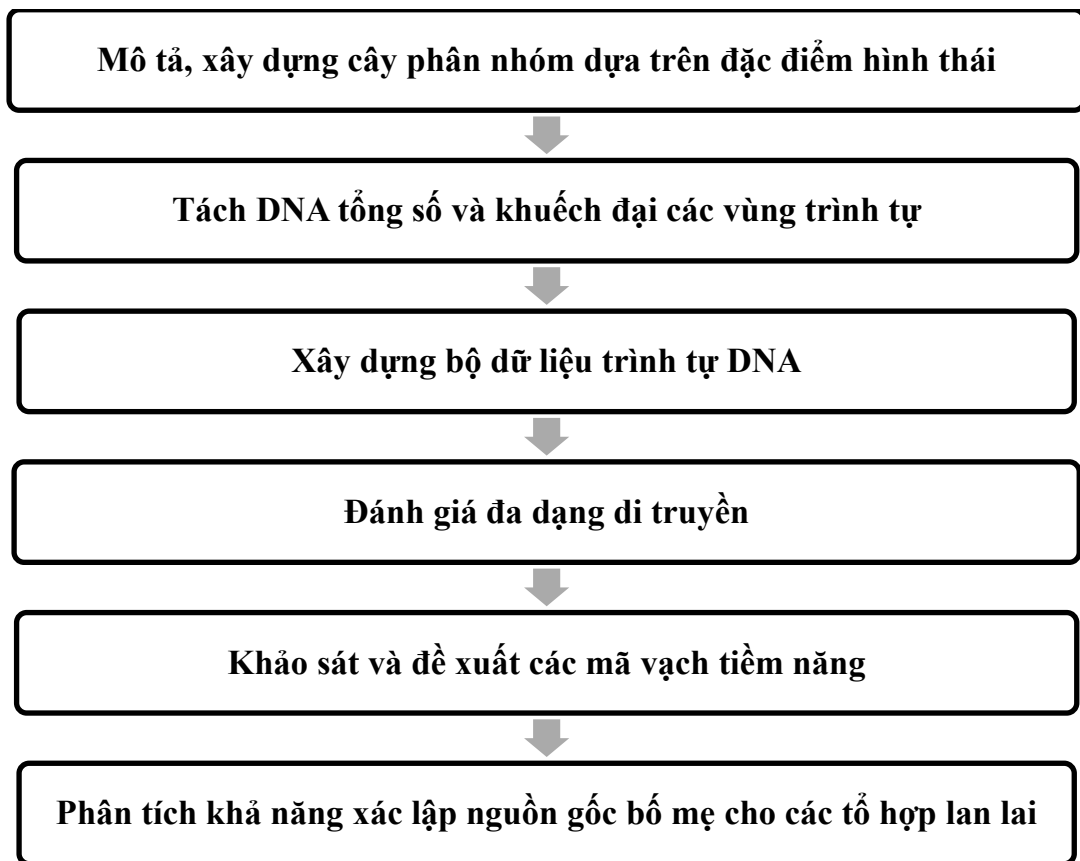 Mô tả, xây dựng cây phân nhóm dựa trên đặc điểm hình thái
Tách DNA tổng số và khuếch đại các vùng trình tự
Xây dựng bộ dữ liệu trình tự DNA
Đánh giá đa dạng di truyền
Khảo sát và đề xuất các mã vạch tiềm năng
Phân tích khả năng xác lập nguồn gốc bố mẹ cho các tổ hợp lan lai